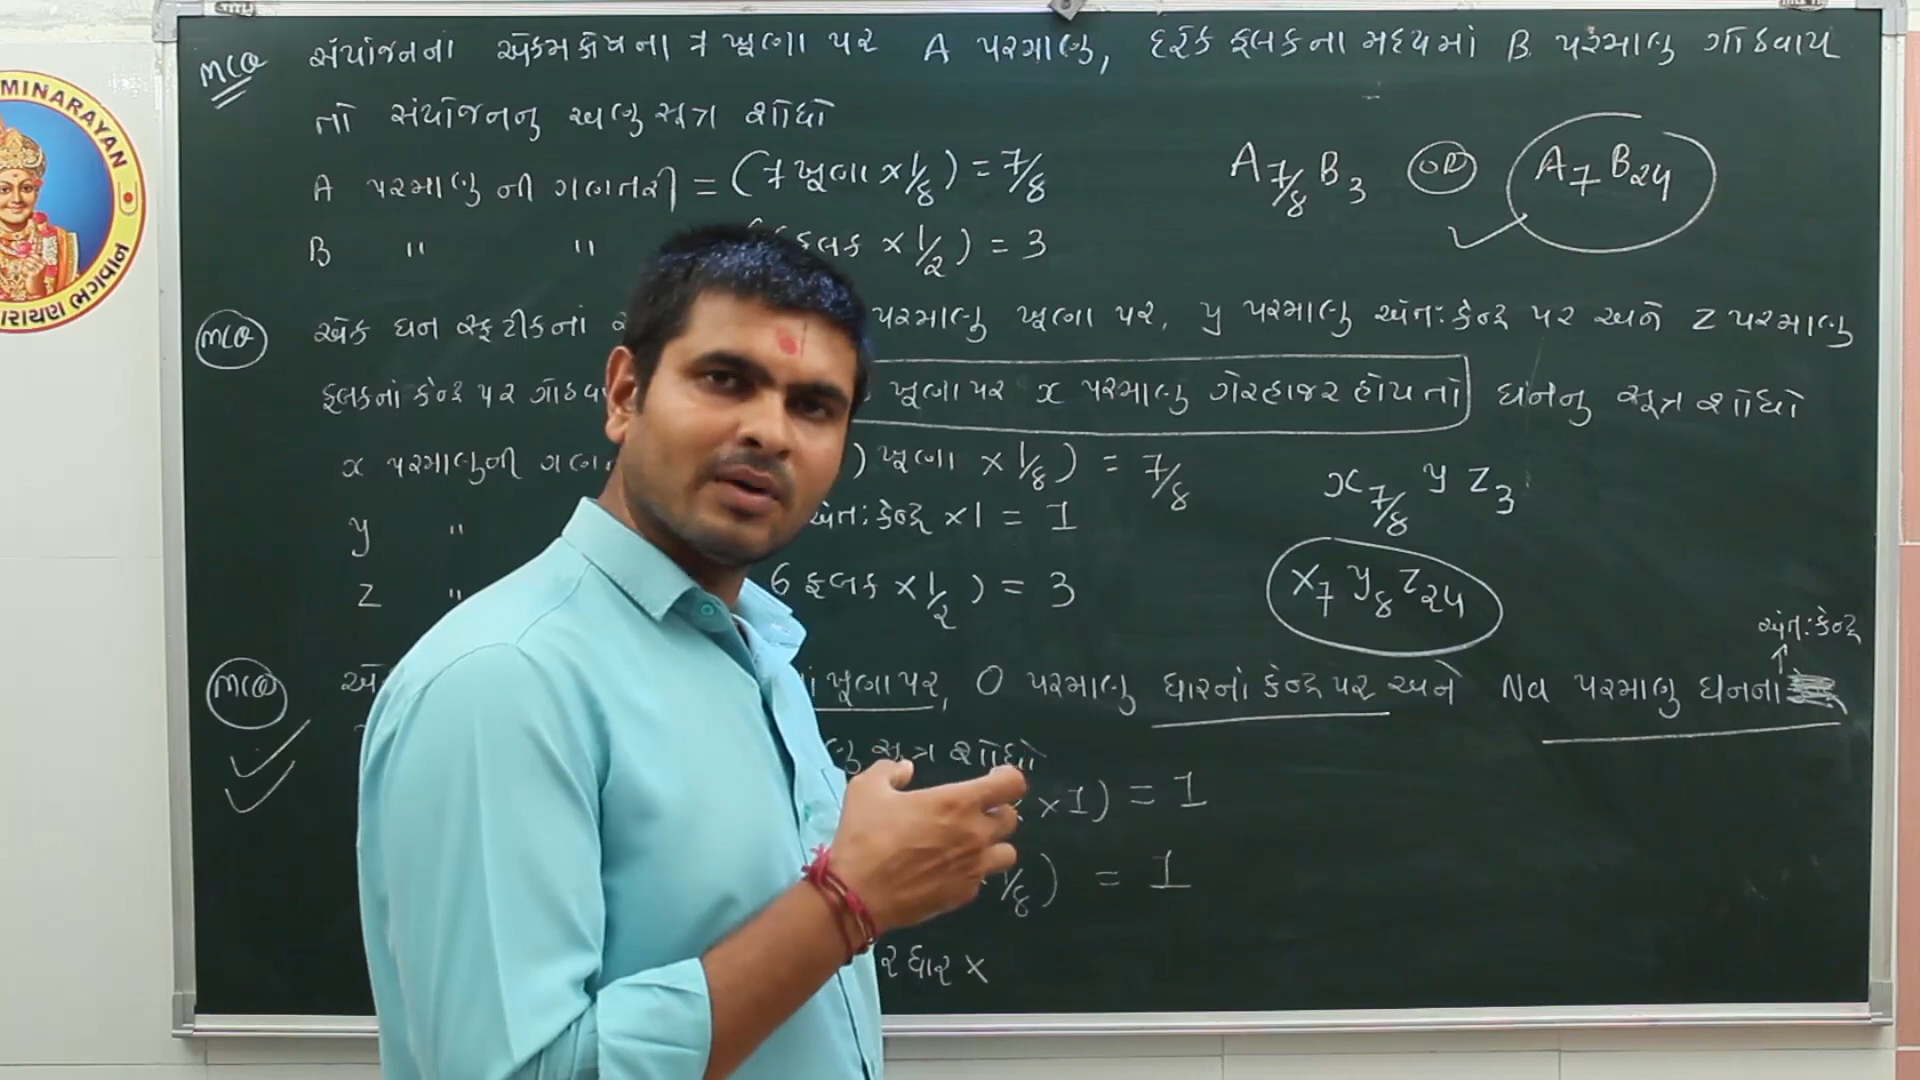 MINARAYAN
રાયણ ભગવાન
MCQ સંયોજનના એકમકોષના 7 ખૂણા પર A પરમાણુ, દરેક ફલકના મધ્યમાં B પરમાણુ ગોઠવાય
તો સંયોજનનુ અણુ સૂત્ર શોધો
A પરમાણુ ની ગણતરી = (7 ખૂણા × 1/8) = 7/8
A7/8 B3 OR A7 B24
B " " ફલક × 1/2) = 3
MCQ એક ઘન સ્ફટીકનાં પરમાણુ ખૂણા પર, y પરમાણુ અંત:કેન્દ્ર પર અને Z પરમાણુ
ફલકનાં કેન્દ્ર પર ખૂણા પર x પરમાણુ ગેરહાજર હોય તો ઘનનુ સૂત્ર શોધો
x પરમાણુની ) ખૂણા × 1/8) = 7/8
x7/8 y Z3
y " અંત:કેન્દ્ર × 1 = 1
Z " 6 ફલક × 1/2) = 3
X7 Y8 Z24
અંત:કેન્દ્ર
MCQ ખૂણા પર, O પરમાણુ ધારનાં કેન્દ્ર પર અને Na પરમાણુ ઘનના
સૂત્ર શોધો
× 1) = 1
1/8) = 1
ધાર ×